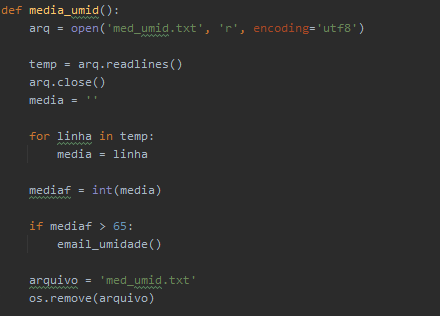 def media_umid():
    arq = open('med_umid.txt', 'r', encoding='utf8')
    temp = arq.readlines()
    arq.close()
    media = ''
    for linha in temp:
        media = linha
    mediaf = int(media)
    if mediaf > 65:
        email_umidade()
    arquivo = 'med_umid.txt'
    os.remove(arquivo)